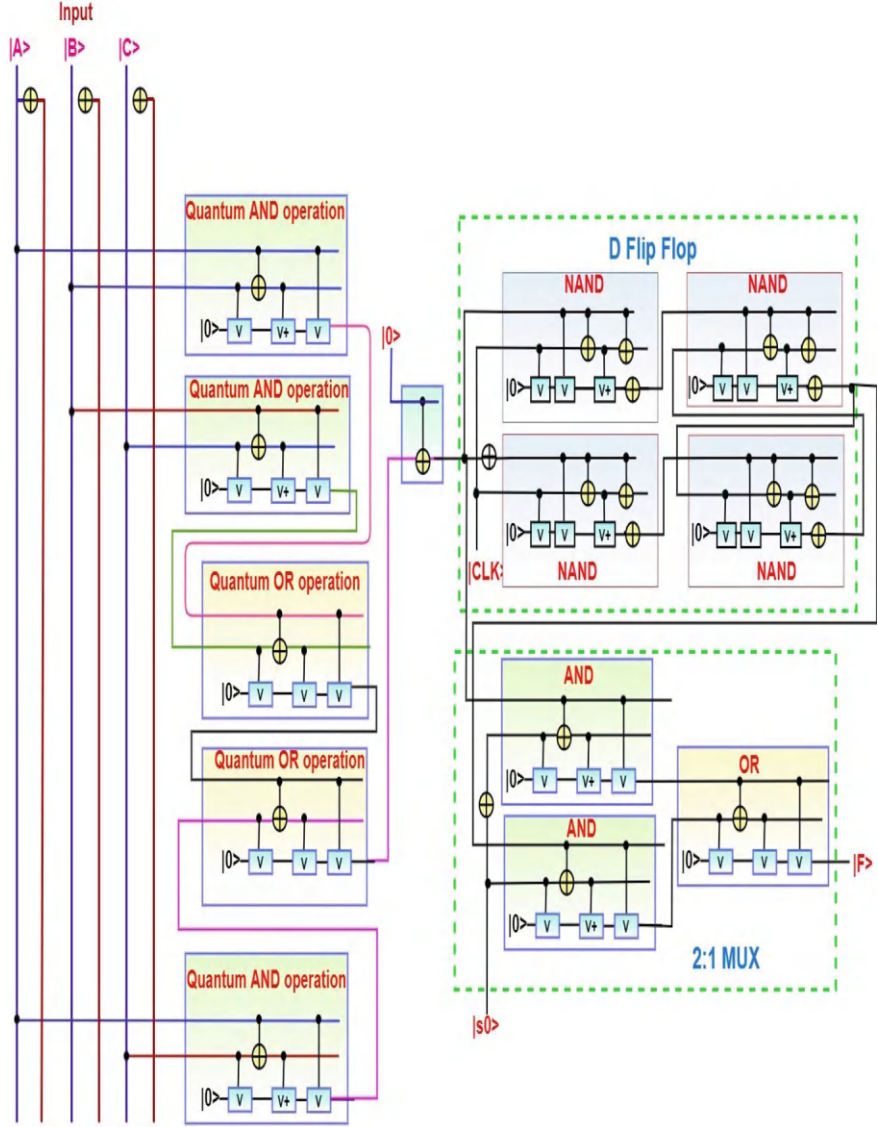 Input
|A> |B> |C>
Quantum AND operation
|0> V V+ V
Quantum AND operation
|0> V V+ V
Quantum OR operation
|0> V V V
Quantum OR operation
|0> V V V
Quantum AND operation
|0> V V+ V
|0>
D Flip Flop
NAND
|0> V V V+
NAND
|0> V V V+
|0> V V V+
NAND
|0> V V V+
NAND
|CLK>
AND
|0> V V+ V
AND
|0> V V+ V
OR
|0> V V V
|F>
2:1 MUX
|s0>